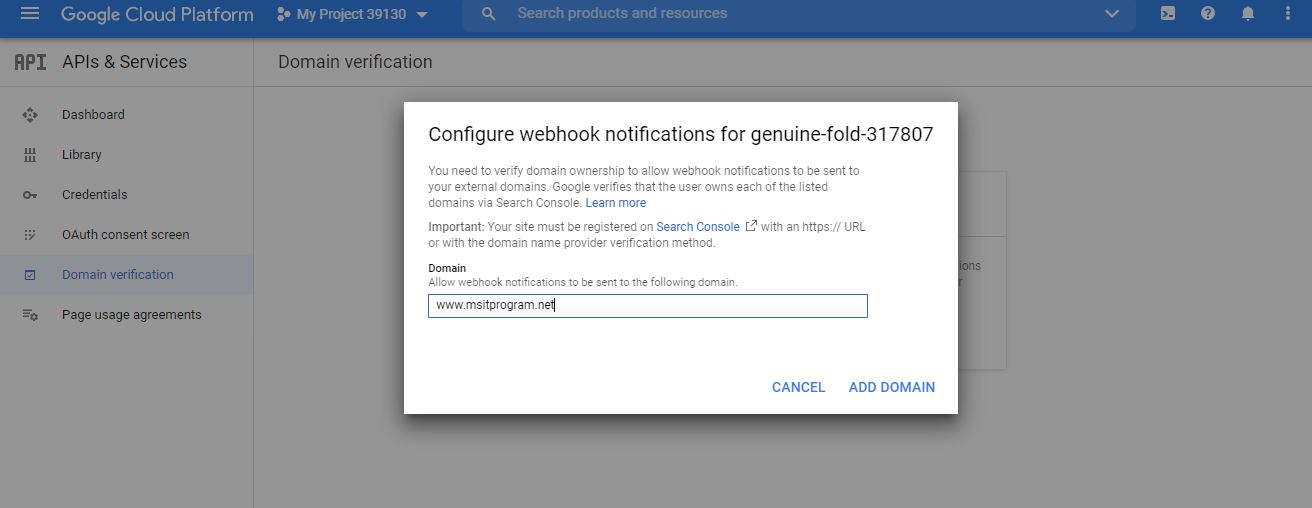 Google Cloud Platform
My Project 39130
Search products and resources
API
APIs & Services
Domain verification
Dashboard
Library
Credentials
OAuth consent screen
Domain verification
Page usage agreements
Configure webhook notifications for genuine-fold-317807
You need to verify domain ownership to allow webhook notifications to be sent to
your external domains. Google verifies that the user owns each of the listed
domains via Search Console. Learn more
Important: Your site must be registered on Search Console with an https:// URL
or with the domain name provider verification method.
Domain
Allow webhook notifications to be sent to the following domain.
www.msitprogram.net
CANCEL
ADD DOMAIN